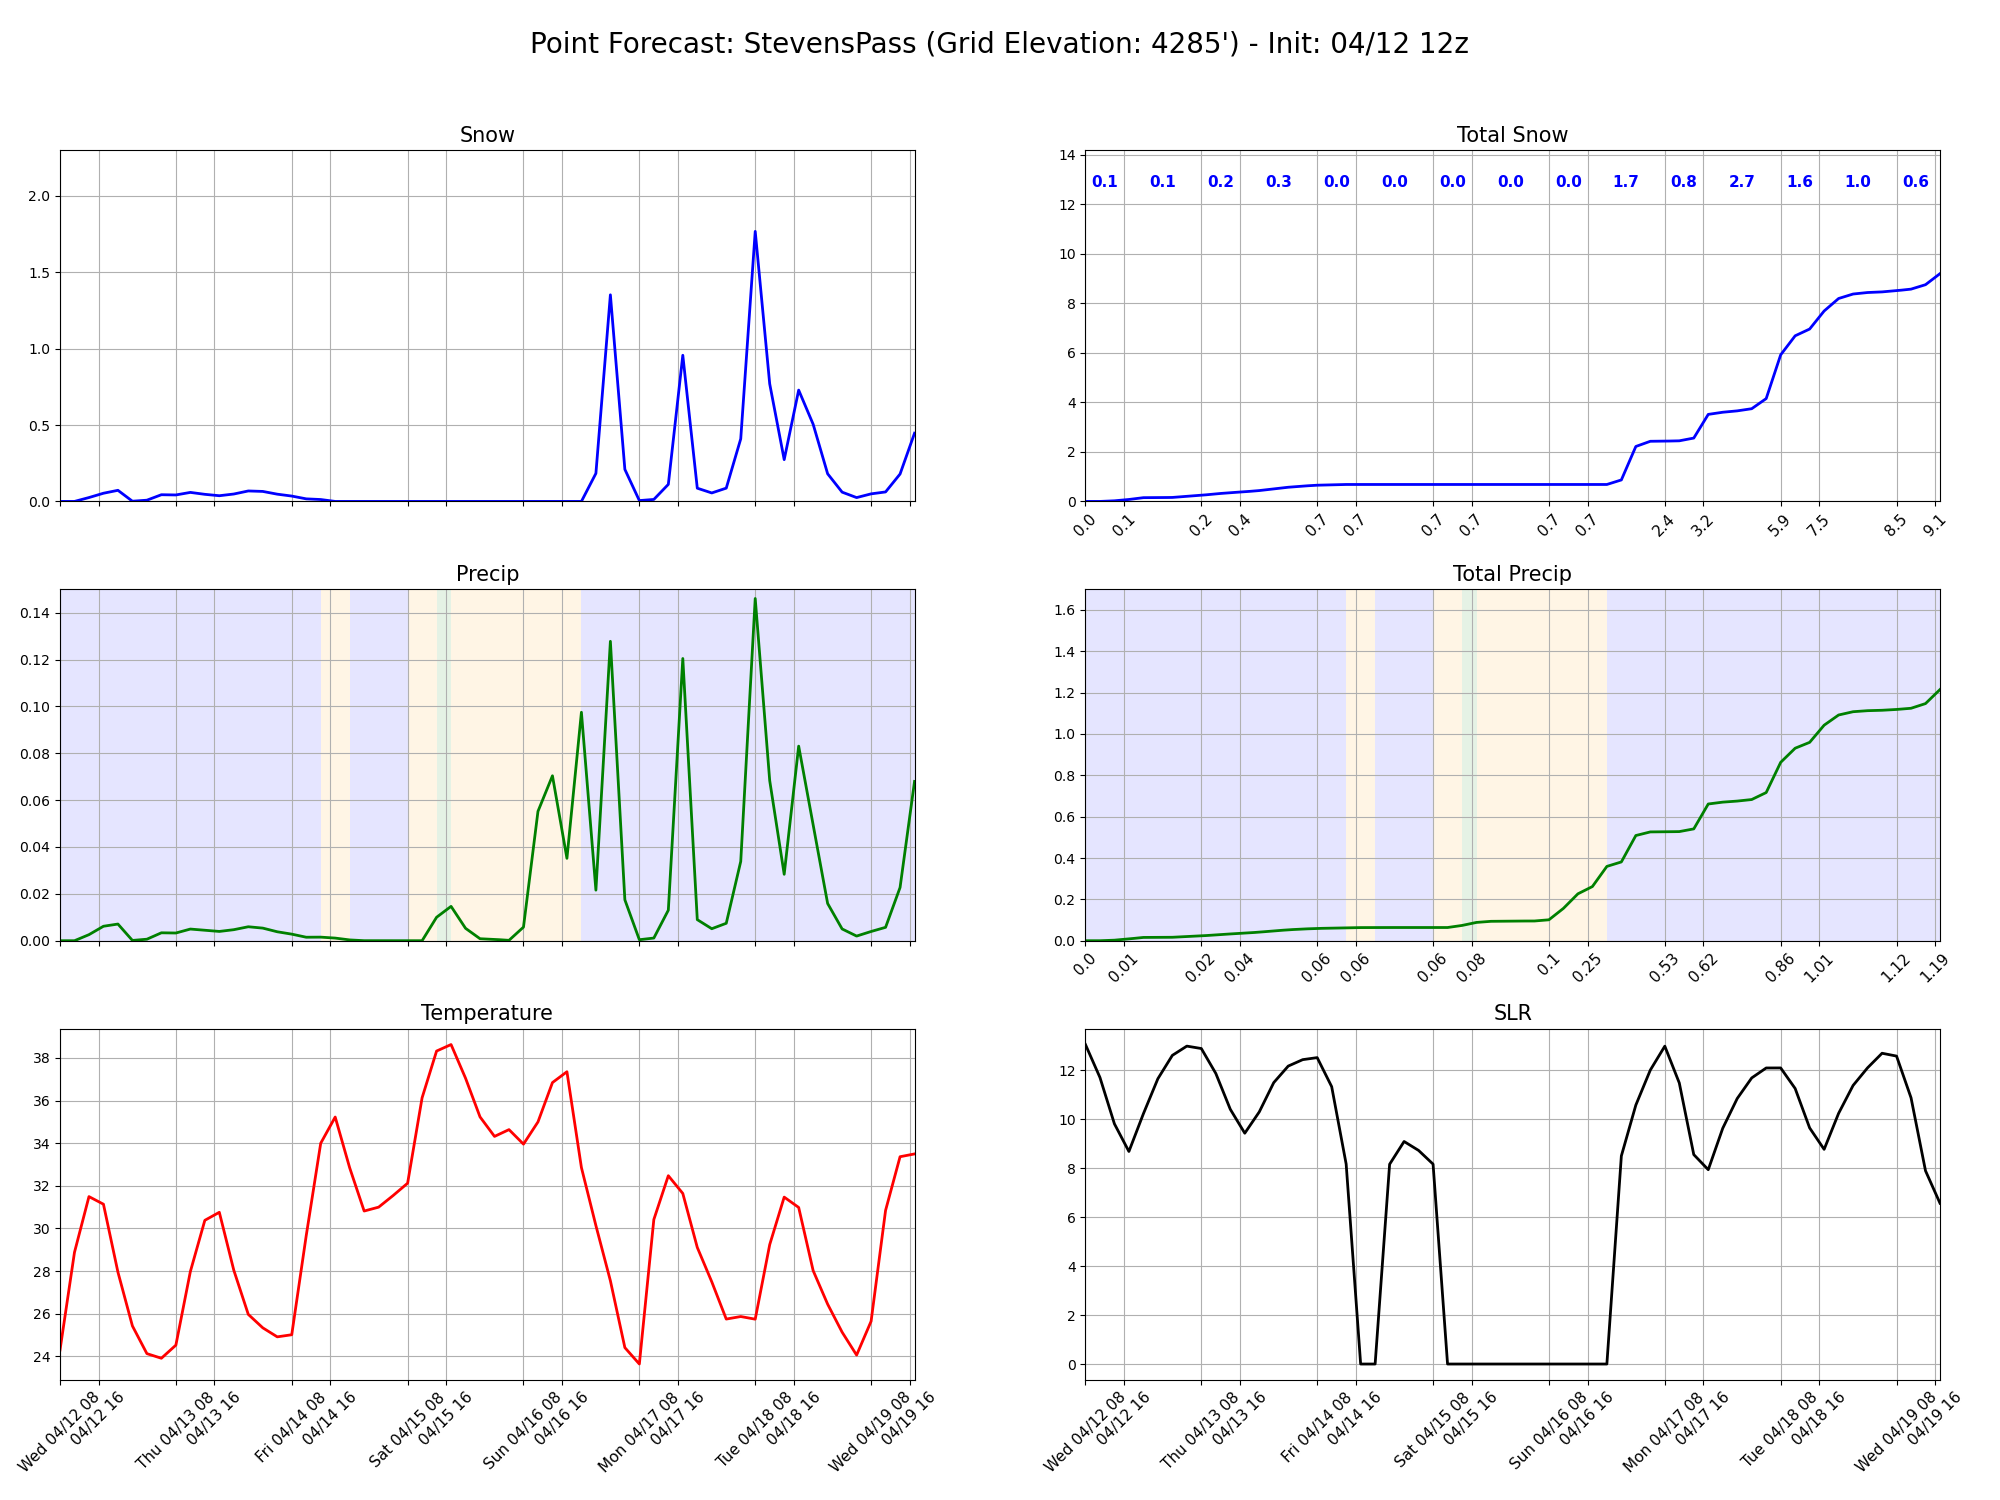 Point Forecast: StevensPass (Grid Elevation: 4285') - Init: 04/12 12z
Snow
2.0
1.5
1.0
0.5
0.0
Total Snow
14
12
10
8
6
4
2
0
0.1 0.1 0.2 0.3 0.0 0.0 0.0 0.0 0.0 1.7 0.8 2.7 1.6 1.0 0.6
0.0 0.1 0.2 0.4 0.7 0.7 0.7 0.7 0.7 0.7 2.4 3.2 5.9 7.5 8.5 9.1
Precip
0.14
0.12
0.10
0.08
0.06
0.04
0.02
0.00
Total Precip
1.6
1.4
1.2
1.0
0.8
0.6
0.4
0.2
0.0
0.0 0.01 0.02 0.04 0.06 0.06 0.06 0.08 0.1 0.25 0.53 0.62 0.86 1.01 1.12 1.19
Temperature
38
36
34
32
30
28
26
24
Wed 04/12 08
04/12 16
Thu 04/13 08
04/13 16
Fri 04/14 08
04/14 16
Sat 04/15 08
04/15 16
Sun 04/16 08
04/16 16
Mon 04/17 08
04/17 16
Tue 04/18 08
04/18 16
Wed 04/19 08
04/19 16
SLR
12
10
8
6
4
2
0
Wed 04/12 08
04/12 16
Thu 04/13 08
04/13 16
Fri 04/14 08
04/14 16
Sat 04/15 08
04/15 16
Sun 04/16 08
04/16 16
Mon 04/17 08
04/17 16
Tue 04/18 08
04/18 16
Wed 04/19 08
04/19 16